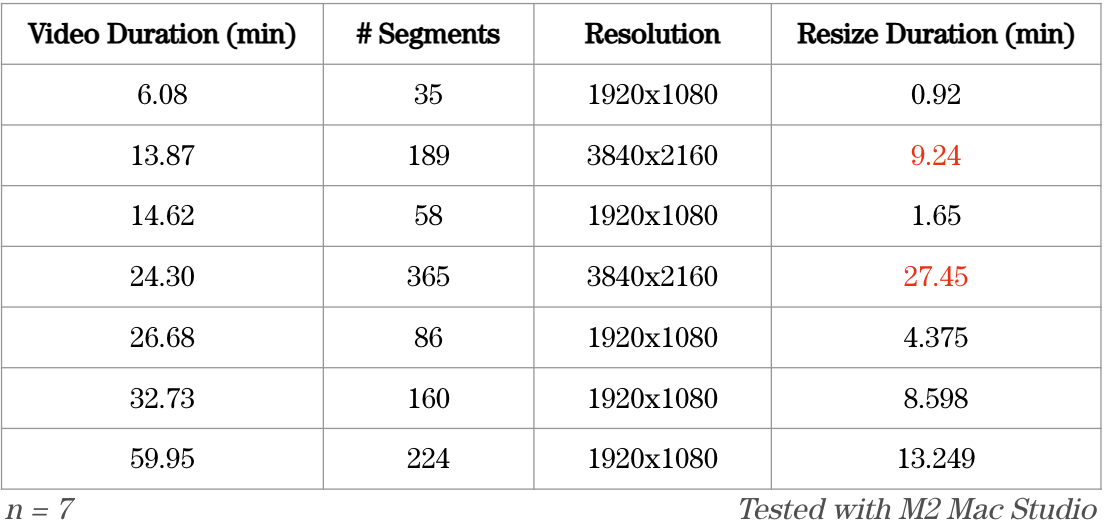 Video Duration (min) # Segments Resolution Resize Duration (min)
6.08 35 1920x1080 0.92
13.87 189 3840x2160 9.24
14.62 58 1920x1080 1.65
24.30 365 3840x2160 27.45
26.68 86 1920x1080 4.375
32.73 160 1920x1080 8.598
59.95 224 1920x1080 13.249
n = 7 Tested with M2 Mac Studio